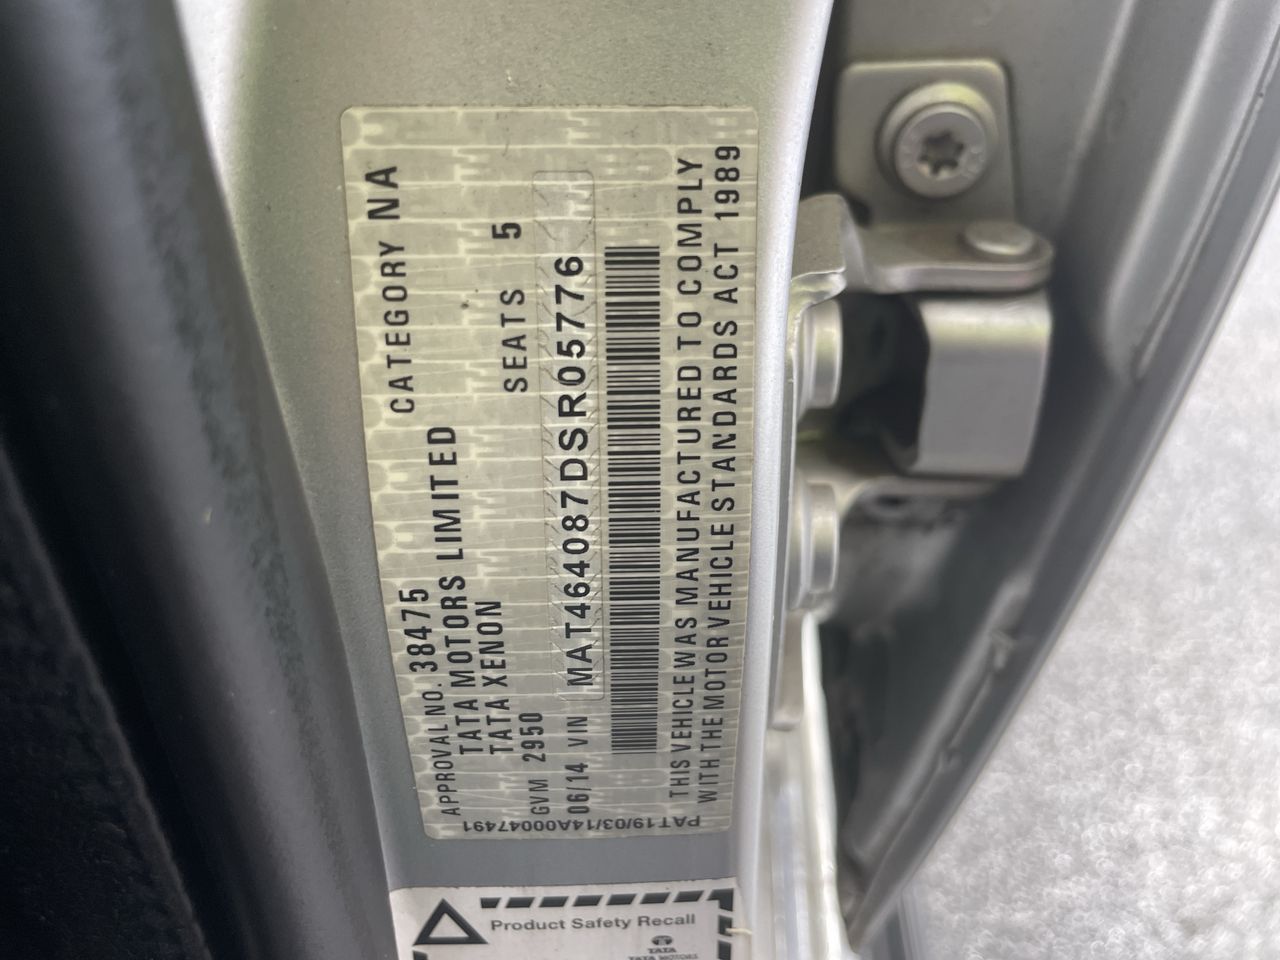 APPROVAL NO. 38475 CATEGORY NA
TATA MOTORS LIMITED
TATA XENON
GVM 2950 SEATS 5
06/14 VIN MAT464087DSR05776
THIS VEHICLE WAS MANUFACTURED TO COMPLY
WITH THE MOTOR VEHICLE STANDARDS ACT 1989
PAT19/03/14A00047491
Product Safety Recall
TATA
TATA MOTORS